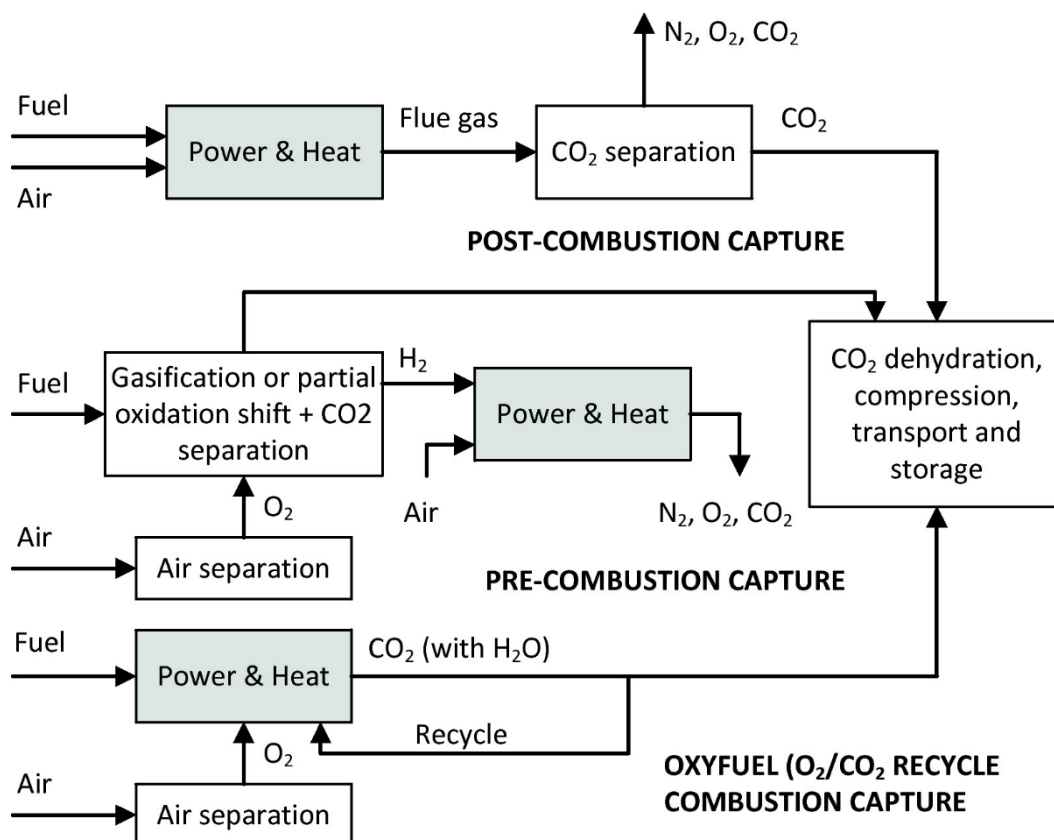 N₂, O₂, CO₂
Fuel
Power & Heat
Flue gas
CO₂ separation
CO₂
Air
POST-COMBUSTION CAPTURE
Fuel
Gasification or partial
oxidation shift + CO2
separation
H₂
Power & Heat
Air
N₂, O₂, CO₂
CO₂ dehydration,
compression,
transport and
storage
O₂
Air
Air separation
PRE-COMBUSTION CAPTURE
Fuel
Power & Heat
CO₂ (with H₂O)
Recycle
O₂
Air
Air separation
OXYFUEL (O₂/CO₂ RECYCLE
COMBUSTION CAPTURE